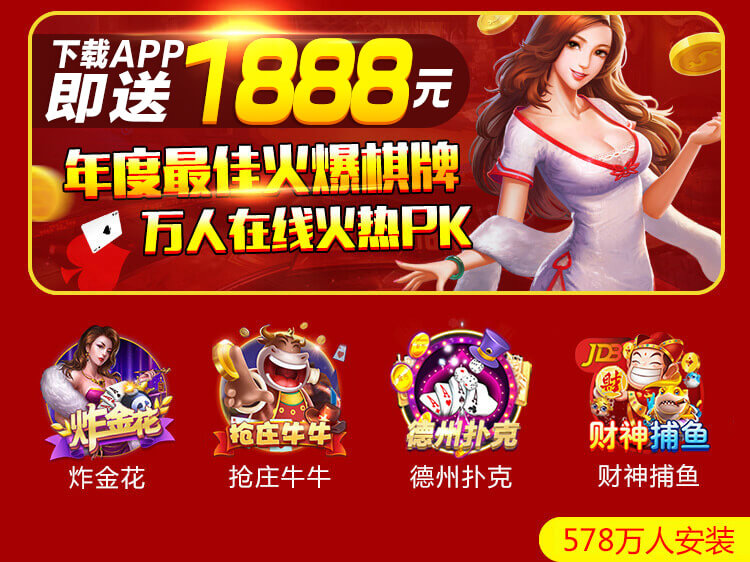 下载APP
即送1888元
年度最佳火爆棋牌
万人在线火热PK
炸金花
抢庄牛牛
德州扑克
JDB
财神捕鱼
炸金花
抢庄牛牛
德州扑克
财神捕鱼
578万人安装